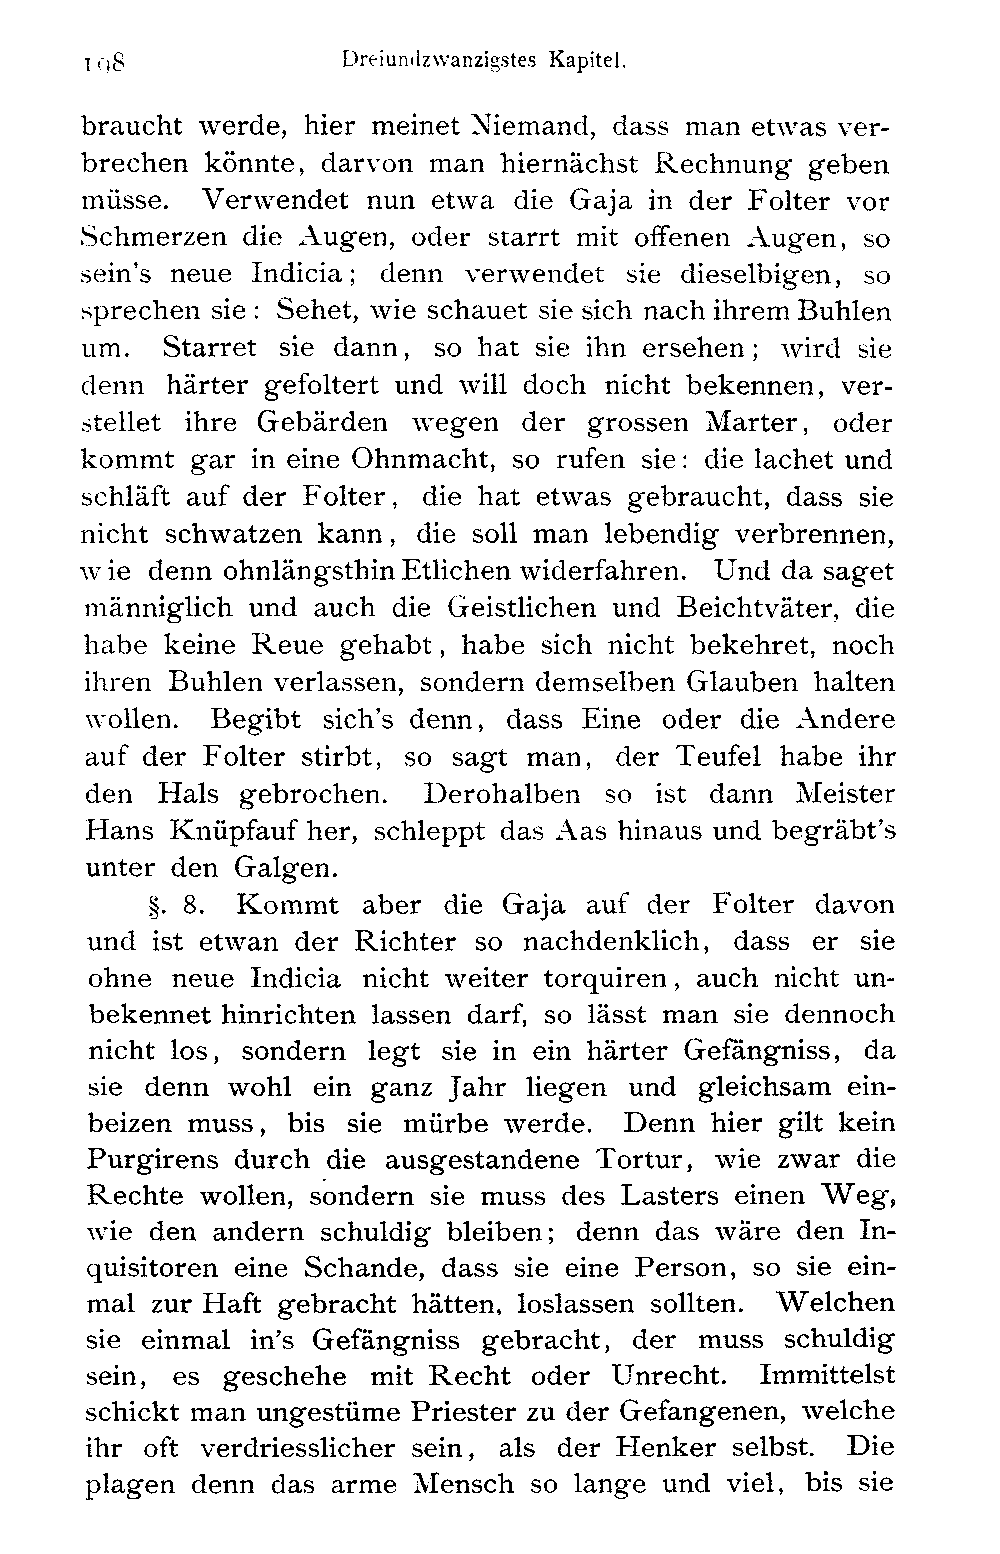 198 Dreiundzwanzigstes Kapitel.
braucht werde, hier meinet Niemand, dass man etwas ver-
brechen könnte, darvon man hiernächst Rechnung geben
müsse. Verwendet nun etwa die Gaja in der Folter vor
Schmerzen die Augen, oder starrt mit offenen Augen, so
sein's neue Indicia; denn verwendet sie dieselbigen, so
sprechen sie: Sehet, wie schauet sie sich nach ihrem Buhlen
um. Starret sie dann, so hat sie ihn ersehen; wird sie
denn härter gefoltert und will doch nicht bekennen, ver-
stellet ihre Gebärden wegen der grossen Marter, oder
kommt gar in eine Ohnmacht, so rufen sie: die lachet und
schläft auf der Folter, die hat etwas gebraucht, dass sie
nicht schwatzen kann, die soll man lebendig verbrennen,
wie denn ohnlängsthin Etlichen widerfahren. Und da saget
männiglich und auch die Geistlichen und Beichtväter, die
habe keine Reue gehabt, habe sich nicht bekehret, noch
ihren Buhlen verlassen, sondern demselben Glauben halten
wollen. Begibt sich's denn, dass Eine oder die Andere
auf der Folter stirbt, so sagt man, der Teufel habe ihr
den Hals gebrochen. Derohalben so ist dann Meister
Hans Knüpfauf her, schleppt das Aas hinaus und begräbt's
unter den Galgen.
§. 8. Kommt aber die Gaja auf der Folter davon
und ist etwan der Richter so nachdenklich, dass er sie
ohne neue Indicia nicht weiter torquiren, auch nicht un-
bekennet hinrichten lassen darf, so lässt man sie dennoch
nicht los, sondern legt sie in ein härter Gefängniss, da
sie denn wohl ein ganz Jahr liegen und gleichsam ein-
beizen muss, bis sie mürbe werde. Denn hier gilt kein
Purgirens durch die ausgestandene Tortur, wie zwar die
Rechte wollen, sondern sie muss des Lasters einen Weg,
wie den andern schuldig bleiben; denn das wäre den In-
quisitoren eine Schande, dass sie eine Person, so sie ein-
mal zur Haft gebracht hätten, loslassen sollten. Welchen
sie einmal in's Gefängniss gebracht, der muss schuldig
sein, es geschehe mit Recht oder Unrecht. Immittelst
schickt man ungestüme Priester zu der Gefangenen, welche
ihr oft verdriesslicher sein, als der Henker selbst. Die
plagen denn das arme Mensch so lange und viel, bis sie